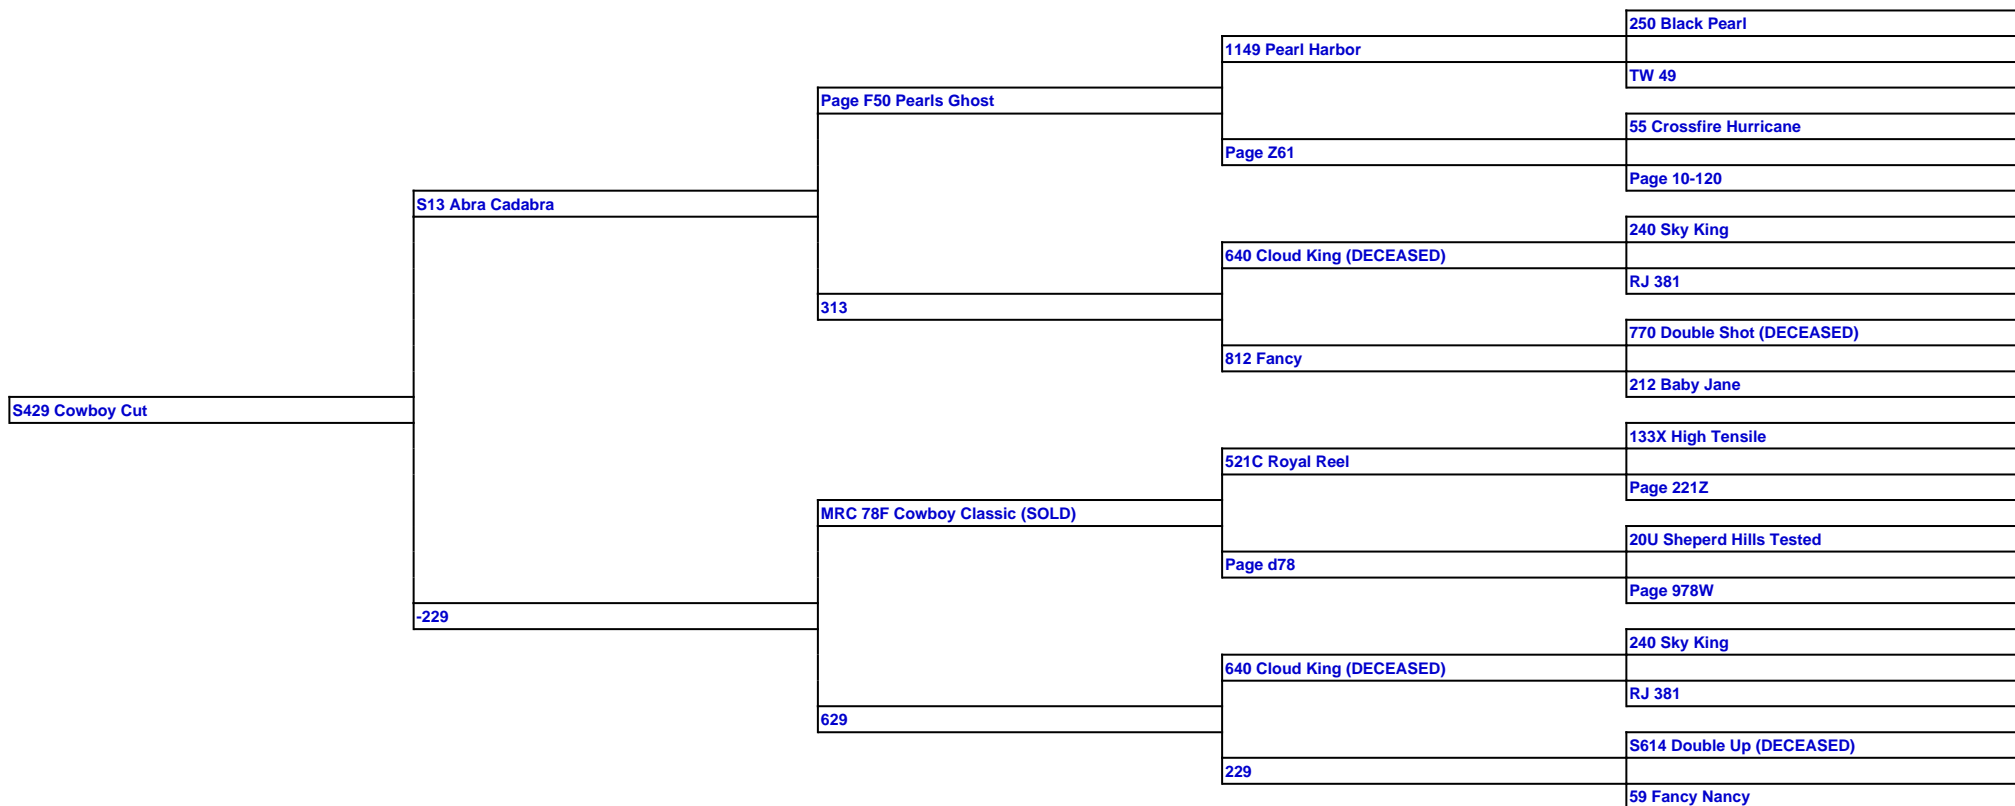 250 Black Pearl
1149 Pearl Harbor
TW 49
Page F50 Pearls Ghost
55 Crossfire Hurricane
Page Z61
Page 10-120
S13 Abra Cadabra
240 Sky King
640 Cloud King (DECEASED)
RJ 381
313
770 Double Shot (DECEASED)
812 Fancy
212 Baby Jane
S429 Cowboy Cut
133X High Tensile
521C Royal Reel
Page 221Z
MRC 78F Cowboy Classic (SOLD)
20U Sheperd Hills Tested
Page d78
Page 978W
-229
240 Sky King
640 Cloud King (DECEASED)
RJ 381
629
S614 Double Up (DECEASED)
229
59 Fancy Nancy